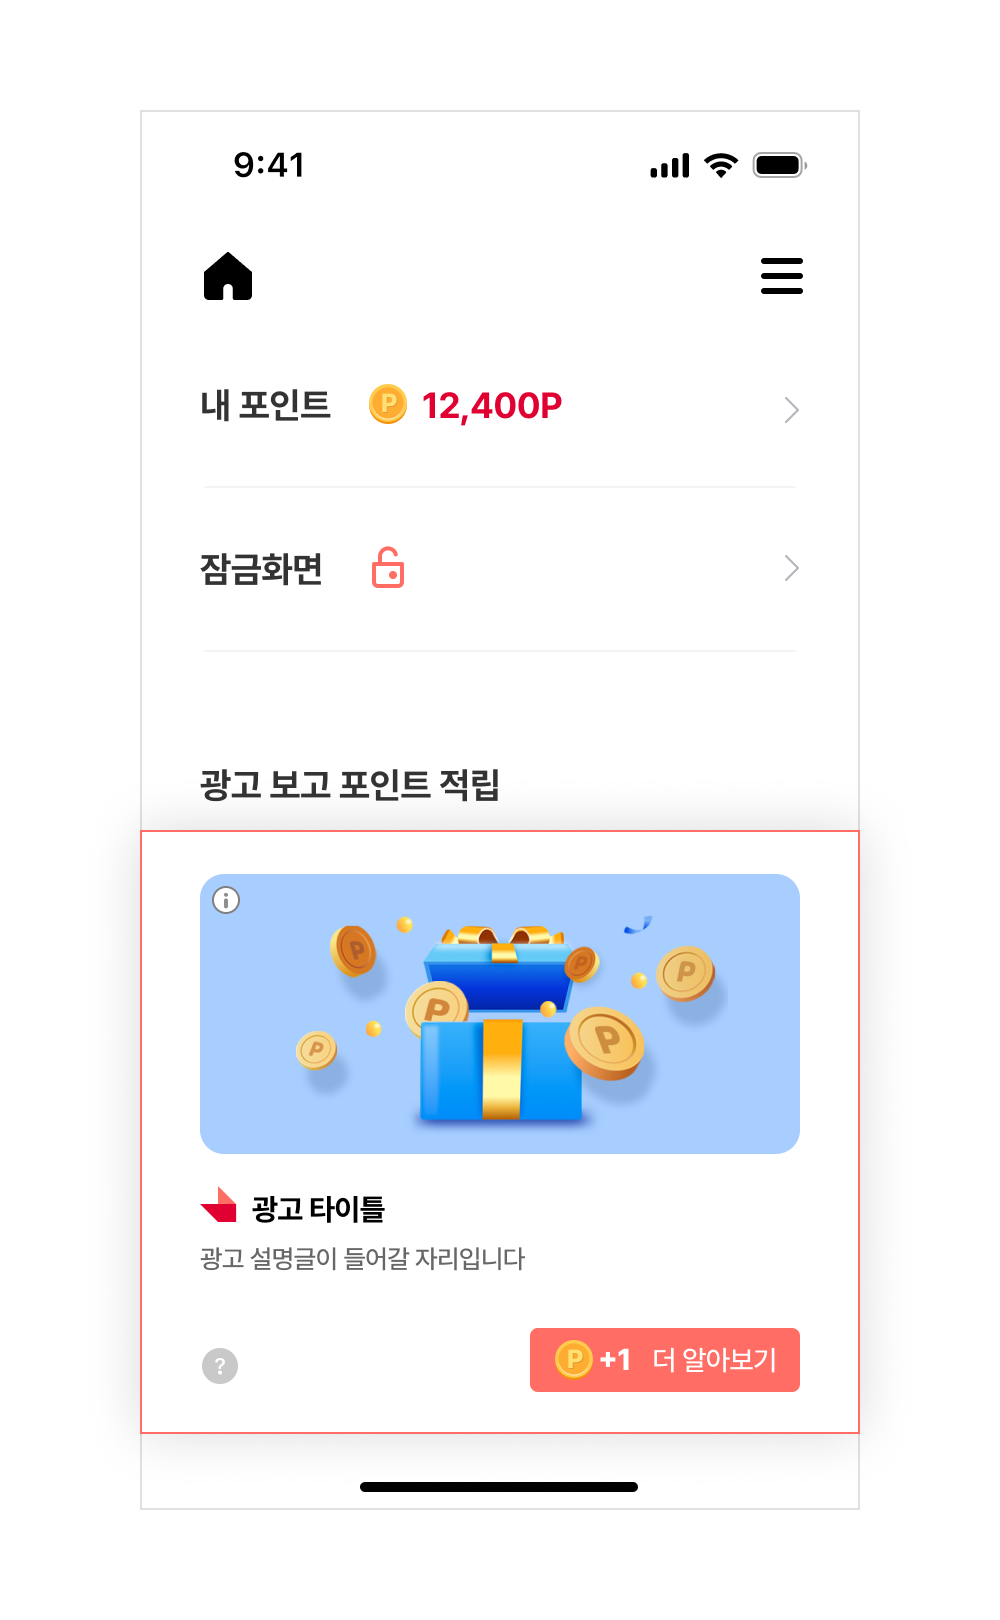 9:41
내 포인트 P 12,400P
잠금화면
광고 보고 포인트 적립
i
P
P
P
P
P
P
광고 타이틀
광고 설명글이 들어갈 자리입니다
?
P +1 더 알아보기